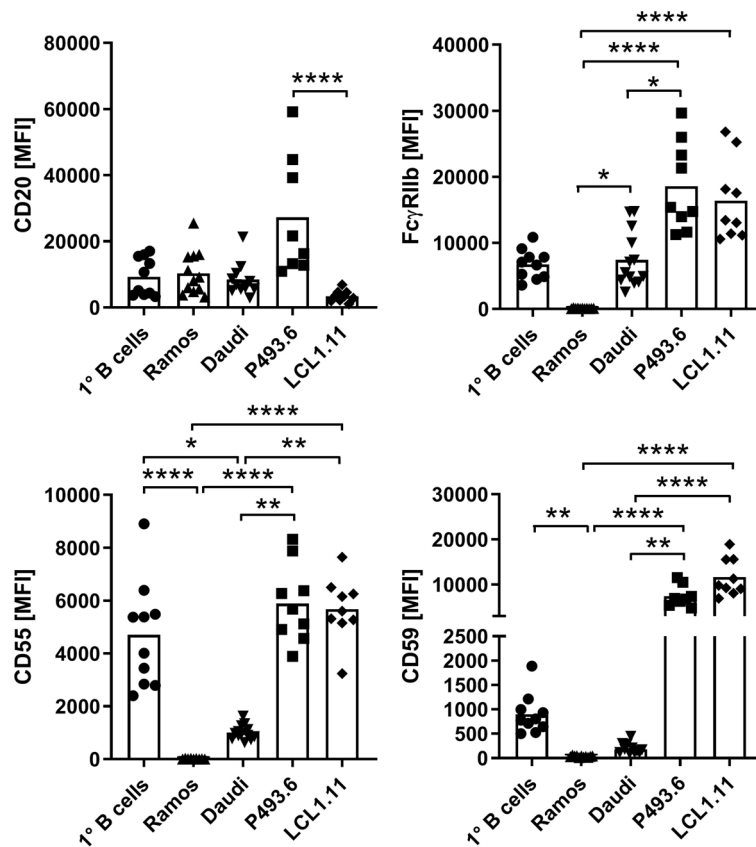 CD20 [MFI]
80000
60000
40000
20000
0
****
1° B cells
Ramos
Daudi
P493.6
LCL1.11
FcγRIIb [MFI]
40000
30000
20000
10000
0
****
****
*
*
1° B cells
Ramos
Daudi
P493.6
LCL1.11
CD55 [MFI]
10000
8000
6000
4000
2000
0
****
*
**
****
****
**
1° B cells
Ramos
Daudi
P493.6
LCL1.11
CD59 [MFI]
40000
30000
20000
10000
2500
2000
1500
1000
500
0
****
****
**
****
**
1° B cells
Ramos
Daudi
P493.6
LCL1.11